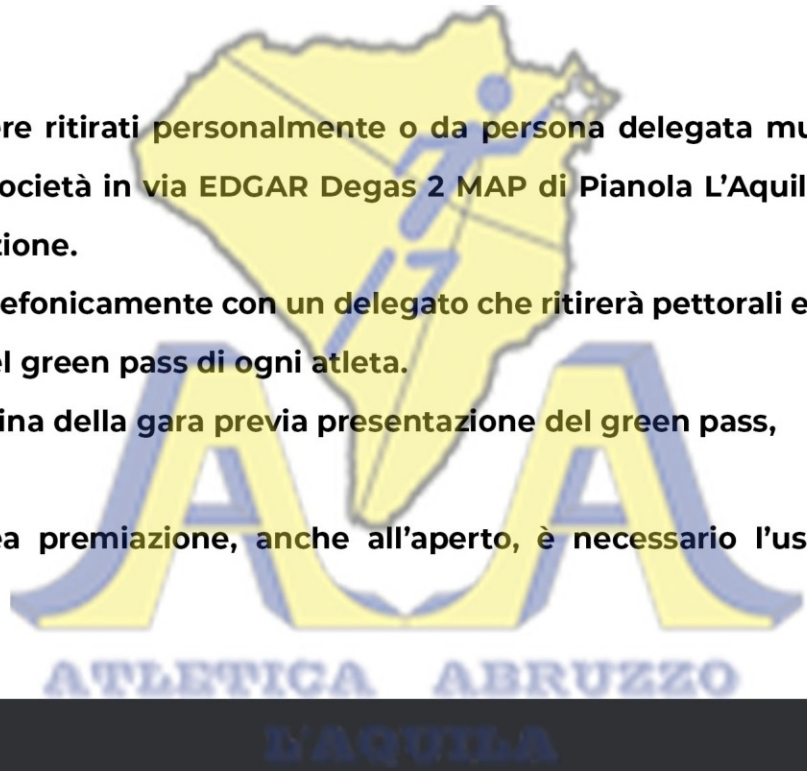 re ritirati personalmente o da persona delegata mu
ocietà in via EDGAR Degas 2 MAP di Pianola L’Aquil
zione.
efonicamente con un delegato che ritirerà pettorali e
l green pass di ogni atleta.
ina della gara previa presentazione del green pass,
a premiazione, anche all’aperto, è necessario l’us
ATLETICA ABRUZZO
L'AQUILA